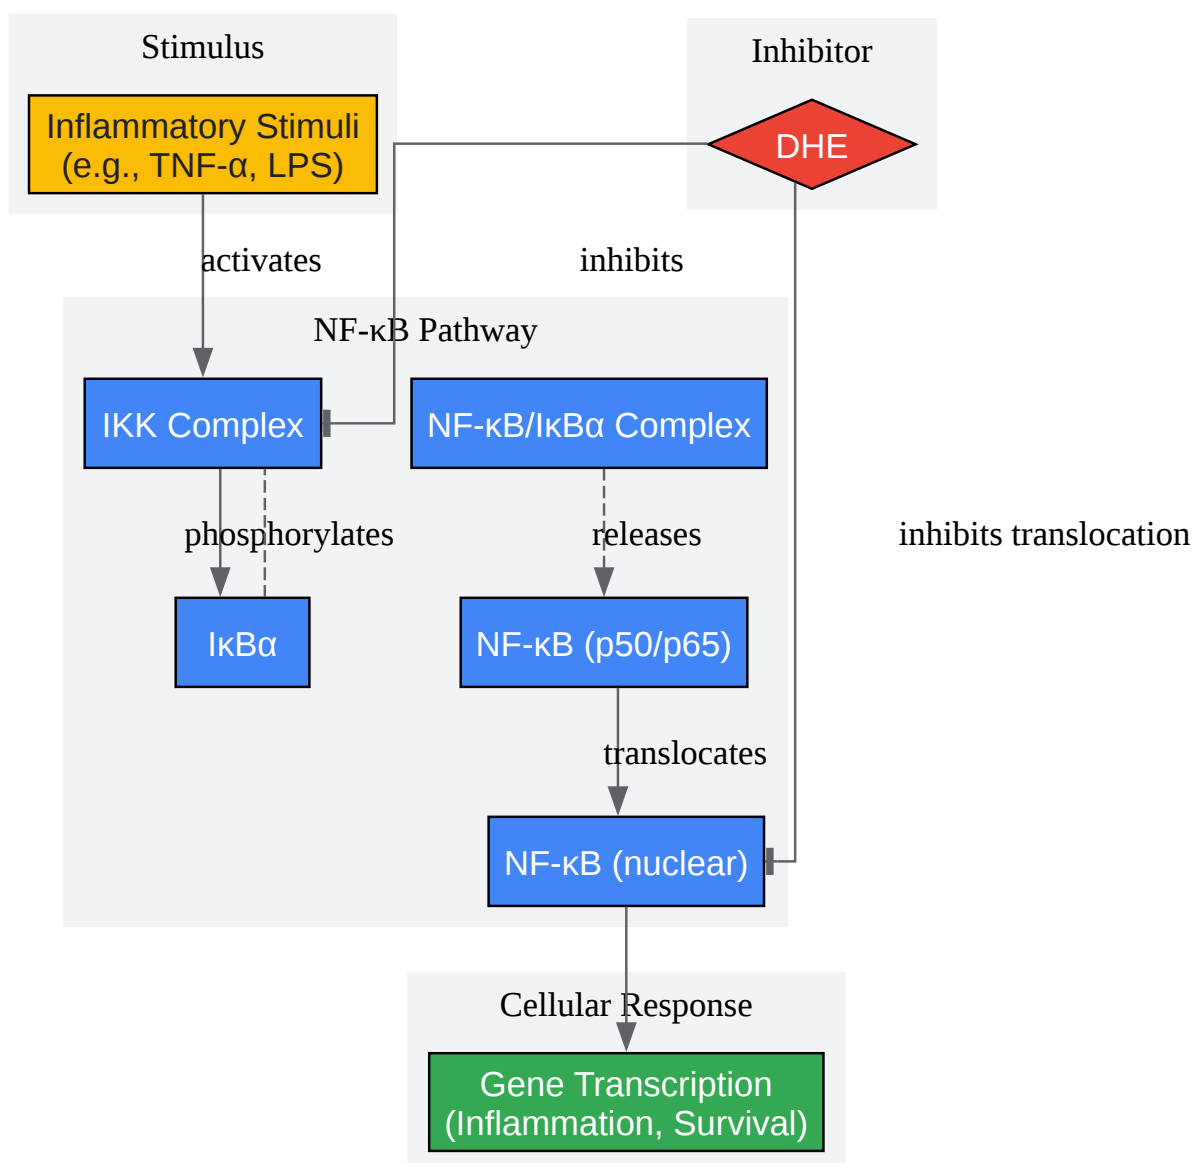 Stimulus
Inhibitor
Inflammatory Stimuli
(e.g., TNF-α, LPS)
DHE
activates
inhibits
NF-κB Pathway
IKK Complex
NF-κB/IκBα Complex
phosphorylates
releases
inhibits translocation
IκBα
NF-κB (p50/p65)
translocates
NF-κB (nuclear)
Cellular Response
Gene Transcription
(Inflammation, Survival)